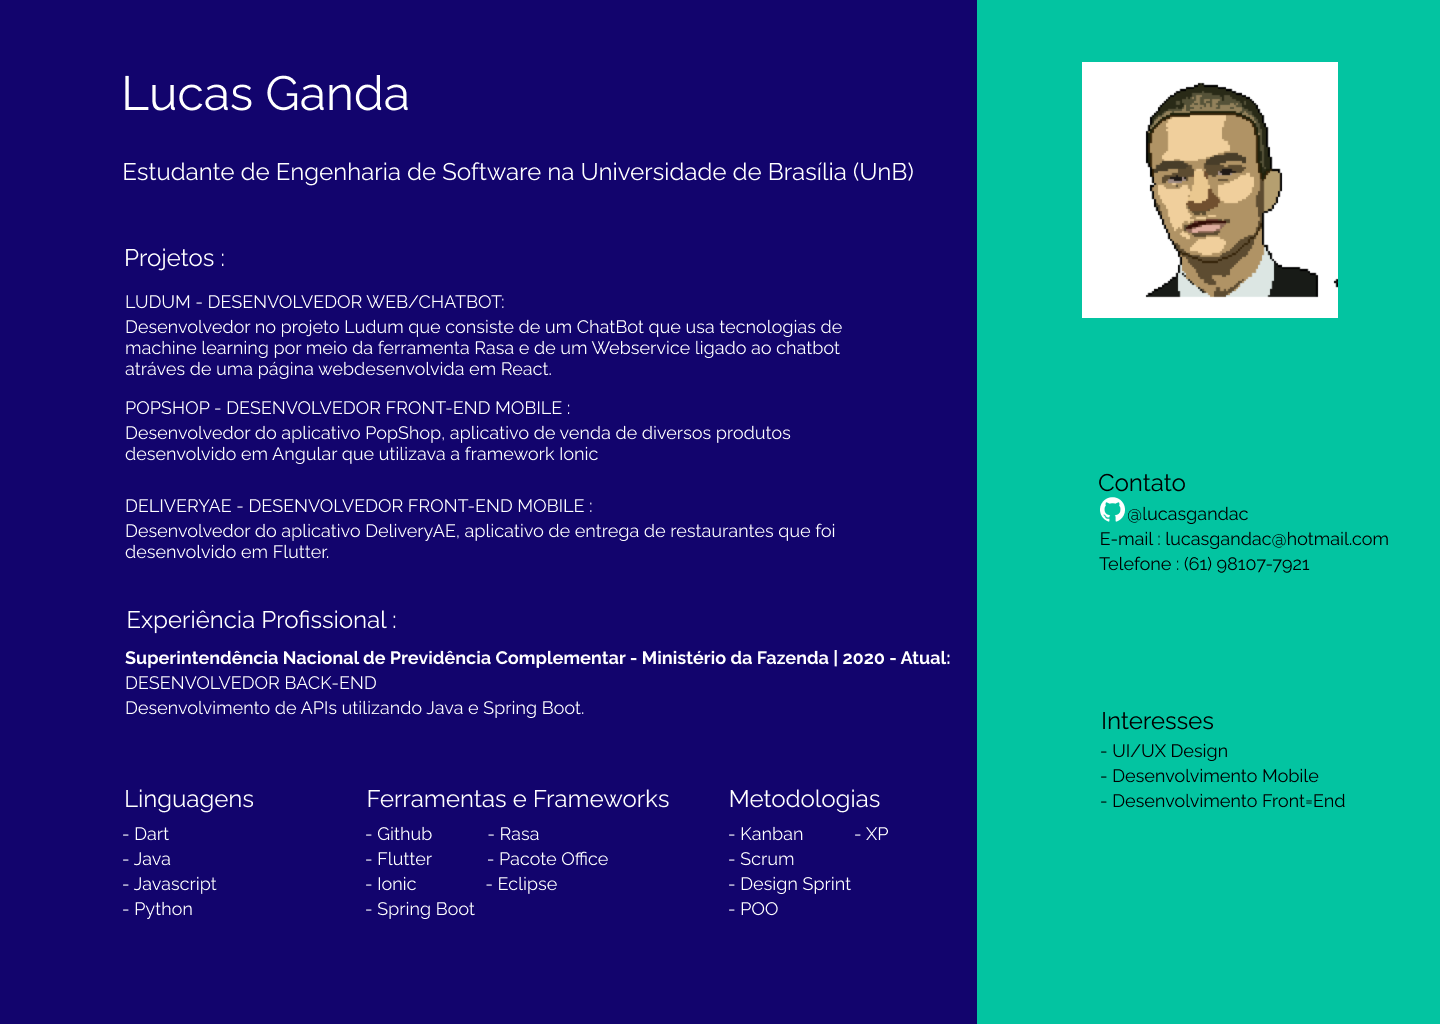 Lucas Ganda
Estudante de Engenharia de Software na Universidade de Brasília (UnB)
Projetos :
LUDUM - DESENVOLVEDOR WEB/CHATBOT:
Desenvolvedor no projeto Ludum que consiste de um ChatBot que usa tecnologias de
machine learning por meio da ferramenta Rasa e de um Webservice ligado ao chatbot
atráves de uma página webdesenvolvida em React.
POPSHOP - DESENVOLVEDOR FRONT-END MOBILE :
Desenvolvedor do aplicativo PopShop, aplicativo de venda de diversos produtos
desenvolvido em Angular que utilizava a framework Ionic
DELIVERYAE - DESENVOLVEDOR FRONT-END MOBILE :
Desenvolvedor do aplicativo DeliveryAE, aplicativo de entrega de restaurantes que foi
desenvolvido em Flutter.
Experiência Profissional :
Superintendência Nacional de Previdência Complementar - Ministério da Fazenda | 2020 - Atual:
DESENVOLVEDOR BACK-END
Desenvolvimento de APIs utilizando Java e Spring Boot.
Linguagens
- Dart
- Java
- Javascript
- Python
Ferramentas e Frameworks
- Github
- Flutter
- Ionic
- Spring Boot
- Rasa
- Pacote Office
- Eclipse
Metodologias
- Kanban
- Scrum
- Design Sprint
- POO
- XP
Contato
@lucasgandac
E-mail : lucasgandac@hotmail.com
Telefone : (61) 98107-7921
Interesses
- UI/UX Design
- Desenvolvimento Mobile
- Desenvolvimento Front=End